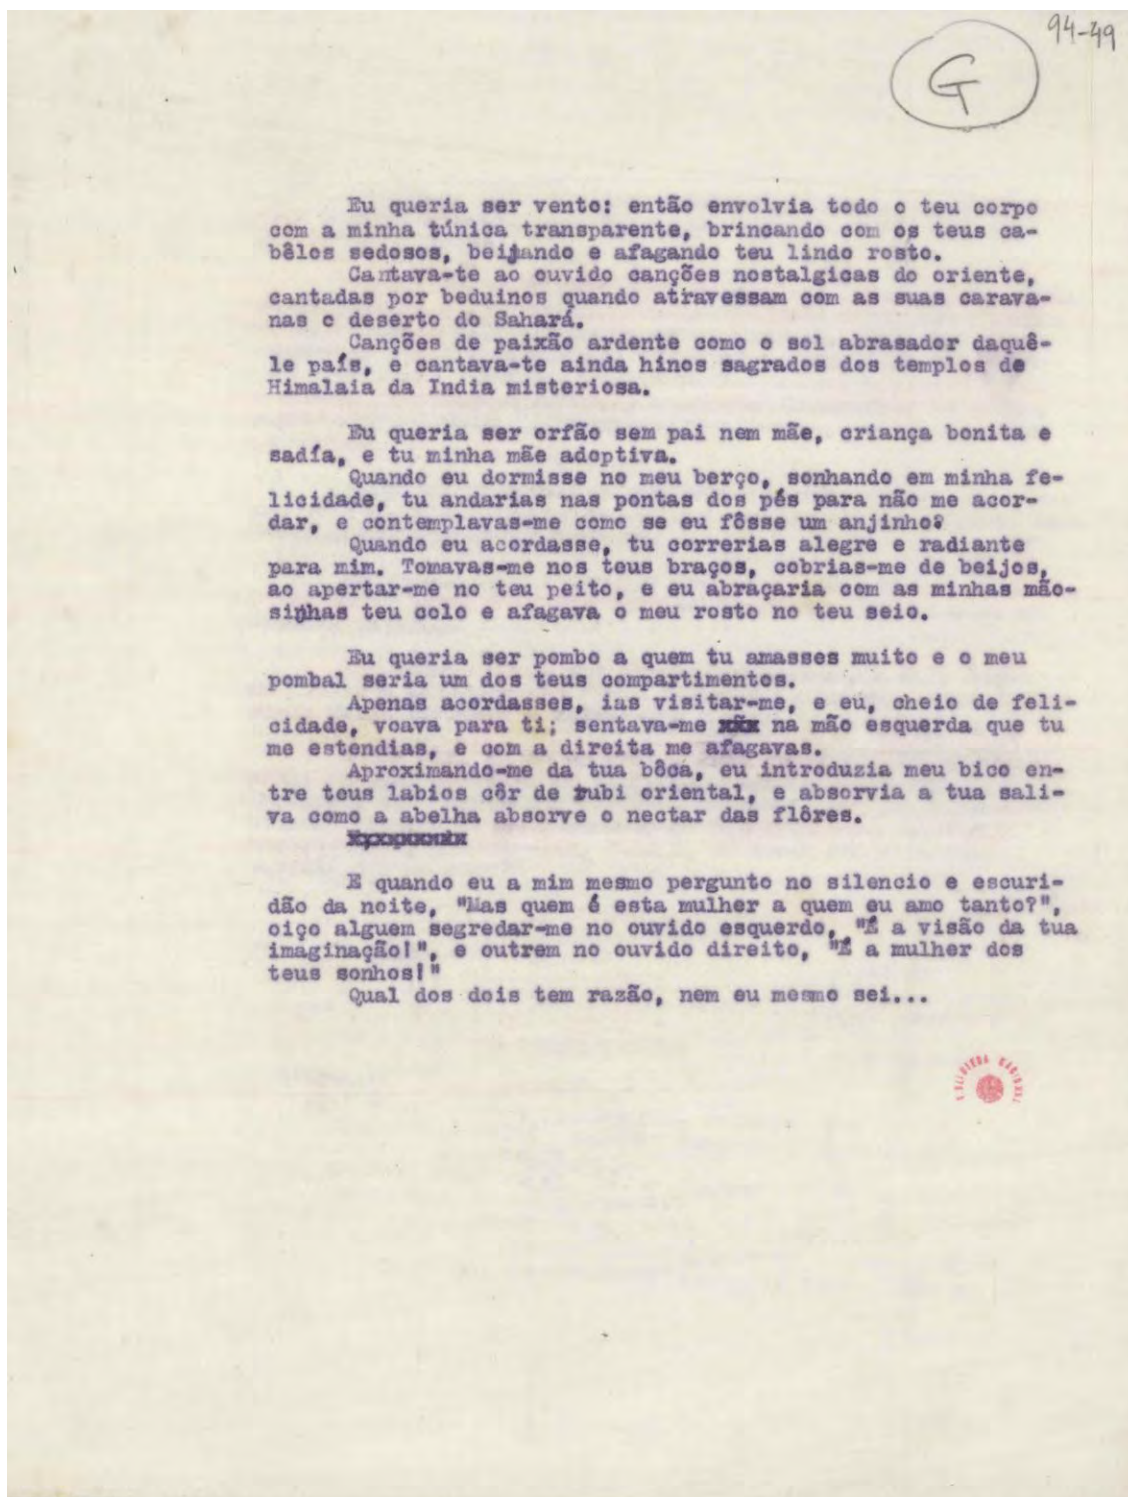 94-49
G
Eu queria ser vento: então envolvia todo o teu corpo
com a minha túnica transparente, brincando com os teus ca-
bêlos sedosos, beijando e afagando teu lindo rosto.
Cantava-te ao ouvido canções nostalgicas do oriente,
cantadas por beduinos quando atravessam com as suas carava-
nas o deserto do Sahará.
Canções de paixão ardente como o sol abrasador daquê-
le país, e cantava-te ainda hinos sagrados dos templos de
Himalaia da India misteriosa.
Eu queria ser orfão sem pai nem mãe, criança bonita e
sadía, e tu minha mãe adoptiva.
Quando eu dormisse no meu berço, sonhando em minha fe-
licidade, tu andarias nas pontas dos pés para não me acor-
dar, e contemplavas-me como se eu fôsse um anjinho?
Quando eu acordasse, tu correrias alegre e radiante
para mim. Tomavas-me nos teus braços, cobrias-me de beijos,
ao apertar-me no teu peito, e eu abraçaria com as minhas mão-
sinhas teu colo e afagava o meu rosto no teu seio.
Eu queria ser pombo a quem tu amasses muito e o meu
pombal seria um dos teus compartimentos.
Apenas acordasses, ias visitar-me, e eu, cheio de feli-
cidade, voava para ti; sentava-me na mão esquerda que tu
me estendias, e com a direita me afagavas.
Aproximando-me da tua bôca, eu introduzia meu bico en-
tre teus labios côr de rubi oriental, e absorvia a tua sali-
va como a abelha absorve o nectar das flôres.
E quando eu a mim mesmo pergunto no silencio e escuri-
dão da noite, "Mas quem é esta mulher a quem eu amo tanto?",
oiço alguem segredar-me no ouvido esquerdo, "É a visão da tua
imaginação!", e outrem no ouvido direito, "É a mulher dos
teus sonhos!"
Qual dos dois tem razão, nem eu mesmo sei...